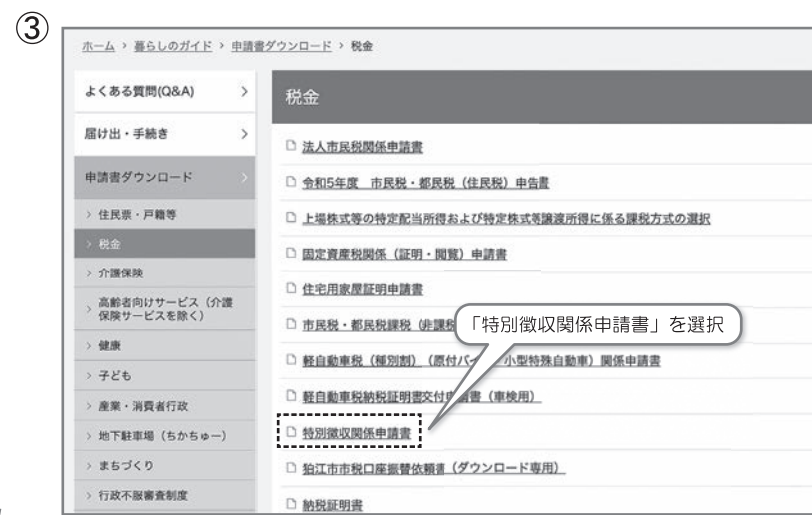 ③
ホーム › 暮らしのガイド › 申請書ダウンロード › 税金
よくある質問(Q&A)
届け出・手続き
申請書ダウンロード
住民票・戸籍等
税金
介護保険
高齢者向けサービス（介護
保険サービスを除く）
健康
子ども
産業・消費者行政
地下駐車場（ちかちゅー）
まちづくり
行政不服審査制度
税金
法人市民税関係申請書
令和5年度　市民税・都民税（住民税）申告書
上場株式等の特定配当所得および特定株式等譲渡所得に係る課税方式の選択
固定資産税関係（証明・閲覧）申請書
住宅用家屋証明申請書
市民税・都民税課税（非課税
「特別徴収関係申請書」を選択
軽自動車税（種別割）（原付バイ　小型特殊自動車）関係申請書
軽自動車税納税証明書交付申請書（車検用）
特別徴収関係申請書
狛江市市税口座振替依頼書（ダウンロード専用）
納税証明書